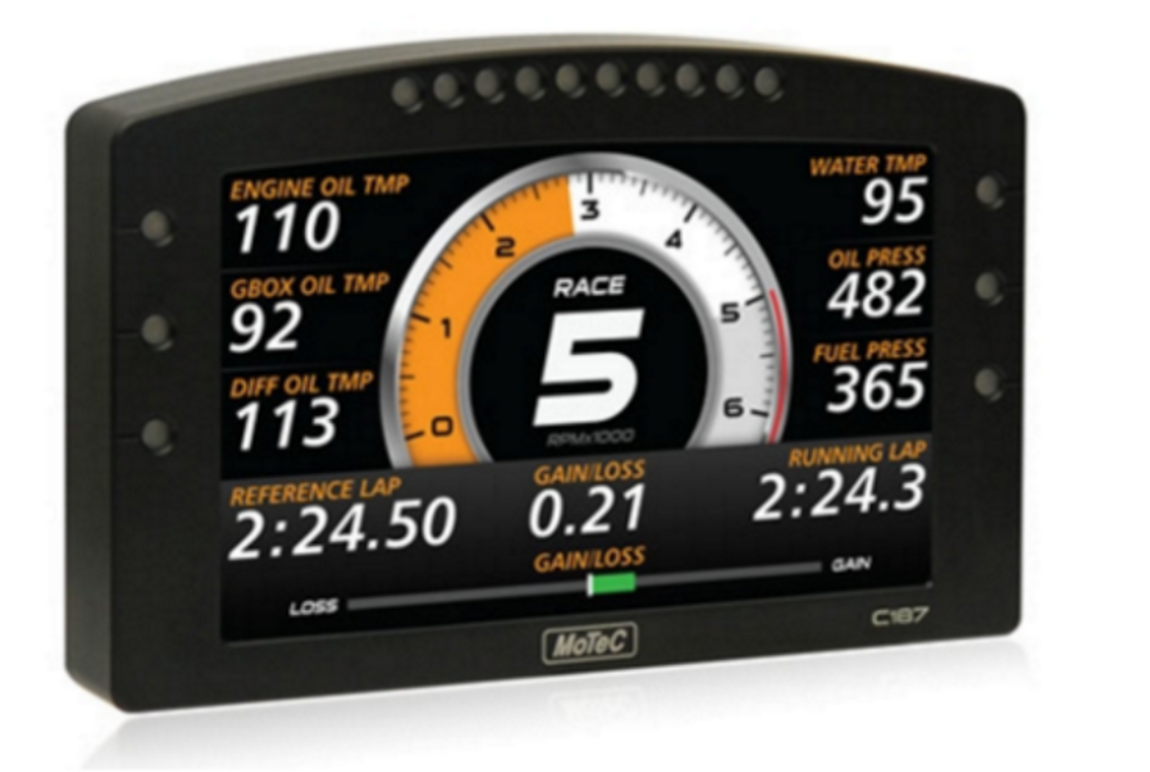 ENGINE OIL TMP
110
GBOX OIL TMP
92
DIFF OIL TMP
113
0
1
2
3
4
5
6
RACE
5
RPMx1000
WATER TMP
95
OIL PRESS
482
FUEL PRESS
365
REFERENCE LAP
2:24.50
GAIN/LOSS
0.21
RUNNING LAP
2:24.3
GAIN/LOSS
LOSS
GAIN
C187
MoTeC